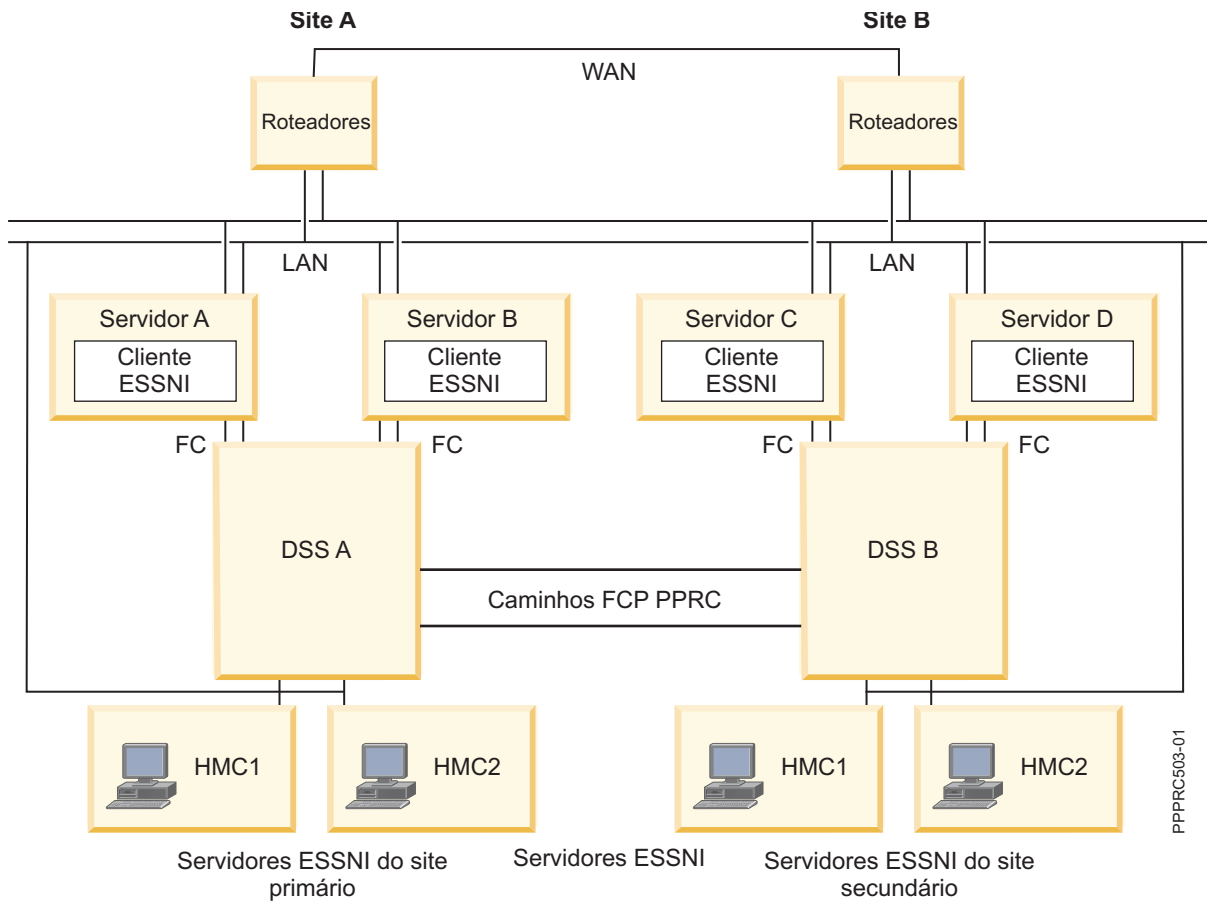 Site A
Site B
WAN
Roteadores
Roteadores
LAN
LAN
Servidor A
Servidor B
Servidor C
Servidor D
Cliente
ESSNI
Cliente
ESSNI
Cliente
ESSNI
Cliente
ESSNI
FC
FC
FC
FC
DSS A
DSS B
Caminhos FCP PPRC
HMC1
HMC2
HMC1
HMC2
PPPRC503-01
Servidores ESSNI do site
primário
Servidores ESSNI
Servidores ESSNI do site
secundário